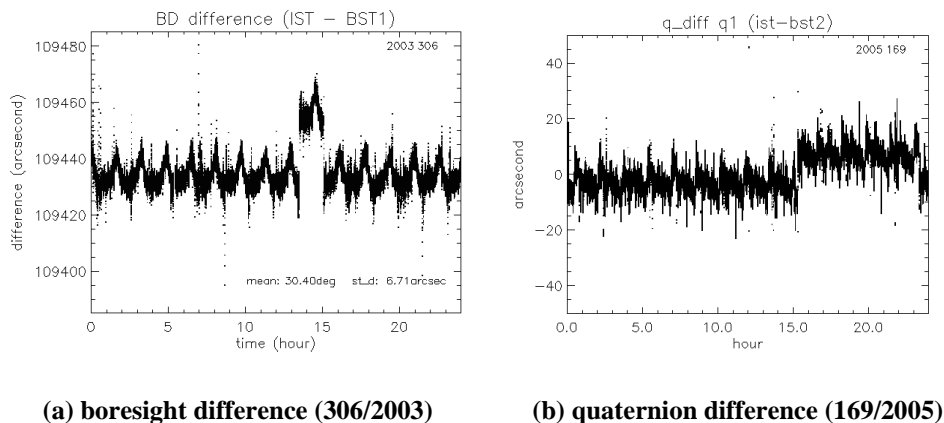 BD difference (IST - BST1)
2003 306
109480
109460
109440
109420
109400
difference (arcsecond)
mean: 30.40deg st_d: 6.71arcsec
0 5 10 15 20
time (hour)
q_diff q1 (ist-bst2)
2005 169
40
20
0
-20
-40
arcsecond
0.0 5.0 10.0 15.0 20.0
hour
(a) boresight difference (306/2003)
(b) quaternion difference (169/2005)